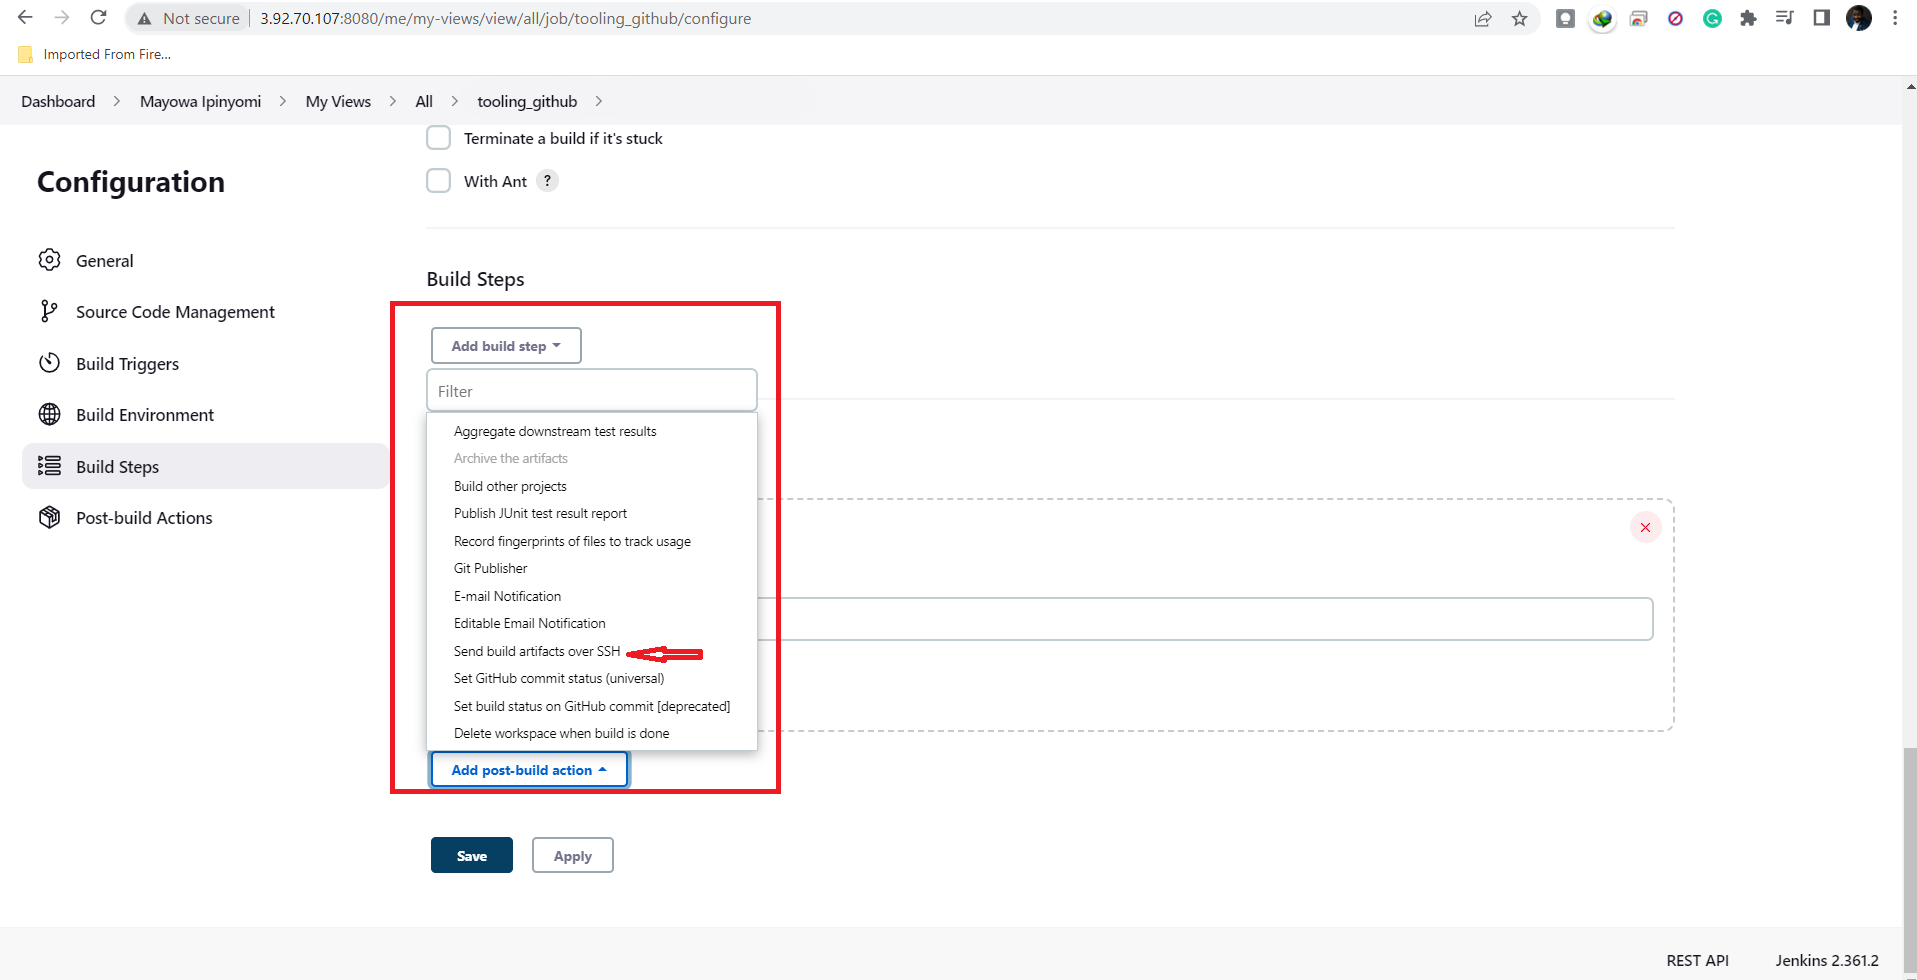 Not secure
3.92.70.107:8080/me/my-views/view/all/job/tooling_github/configure
Imported From Fire...
Dashboard
Mayowa Ipinyomi
My Views
All
tooling_github
Terminate a build if it's stuck
Configuration
With Ant ?
General
Source Code Management
Build Triggers
Build Environment
Build Steps
Post-build Actions
Build Steps
Add build step
Filter
Aggregate downstream test results
Archive the artifacts
Build other projects
Publish JUnit test result report
Record fingerprints of files to track usage
Git Publisher
E-mail Notification
Editable Email Notification
Send build artifacts over SSH
Set GitHub commit status (universal)
Set build status on GitHub commit [deprecated]
Delete workspace when build is done
Add post-build action
Save
Apply
REST API
Jenkins 2.361.2